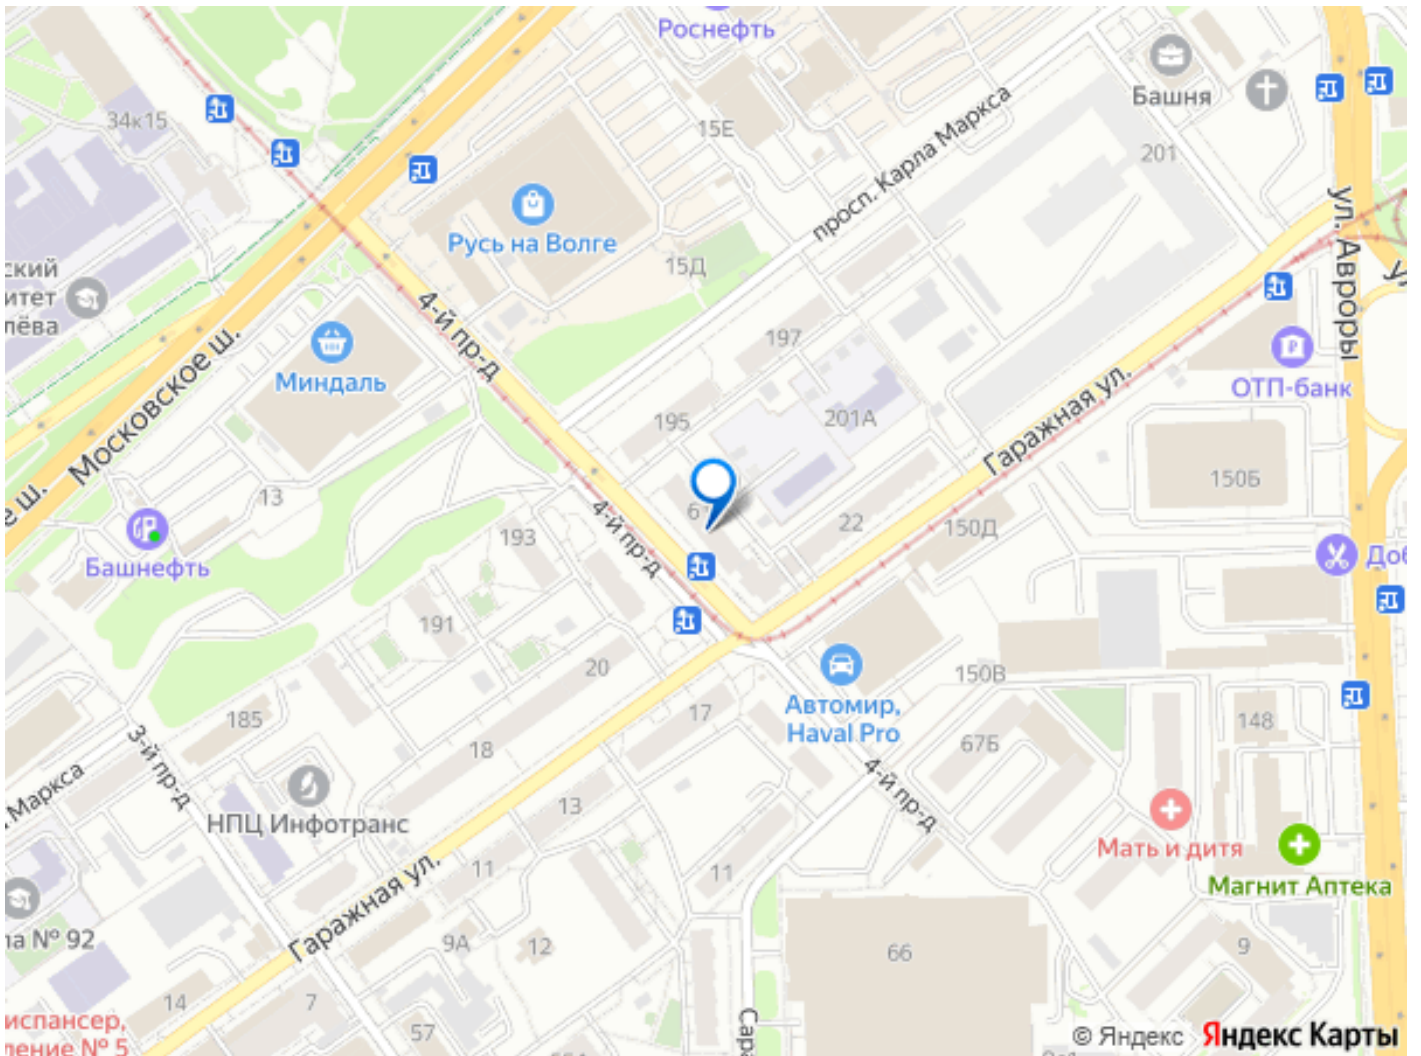 Роснефть
Башня
34к15
15Е
просп. Карла Маркса
201
Русь на Волге
15Д
ул. Авроры
ский
итет
лёва
4-й пр-д
197
Московское ш.
Миндаль
ОТП-банк
195
201А
Гаражная ул.
е ш.
13
6
4-й пр-д
193
22
150Д
150Б
Башнефть
Доб
191
20
150В
Автомир,
Haval Pro
17
185
3-й пр-д
18
67Б
148
Маркса
4-й пр-д
НПЦ Инфотранс
13
Мать и дитя
11
11
Магнит Аптека
Гаражная ул.
ла № 92
9А
12
66
9
14
7
испансер,
ление № 5
57
Сара
© Яндекс Яндекс Карты